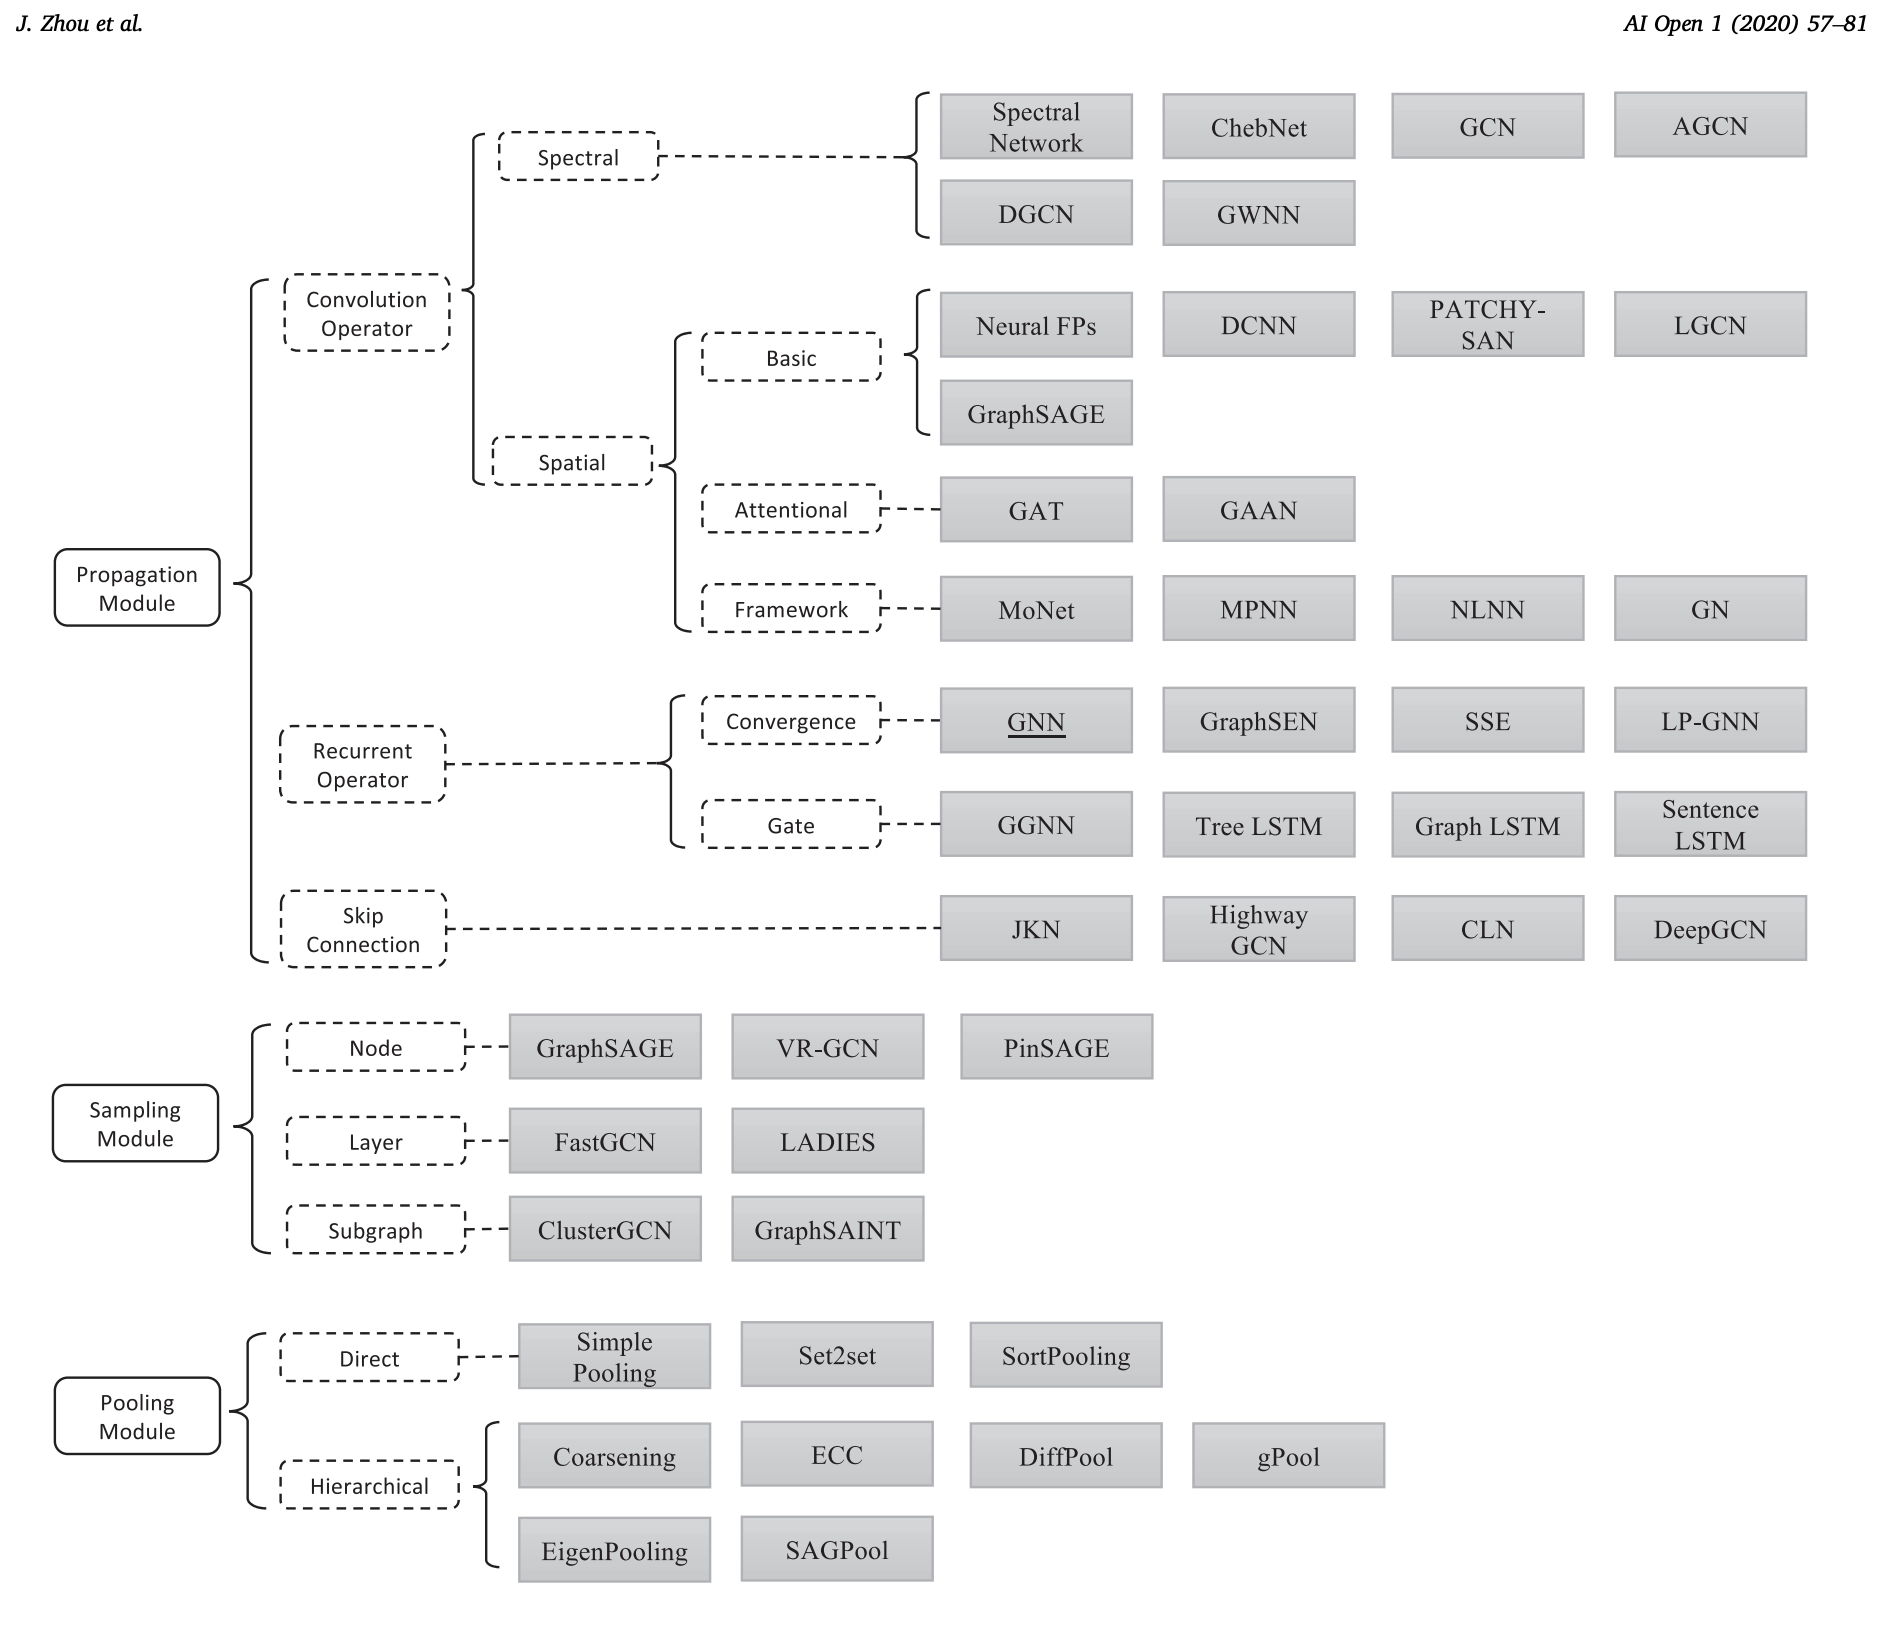 J. Zhou et al.
AI Open 1 (2020) 57–81
Spectral
Spectral
Network
ChebNet
GCN
AGCN
DGCN
GWNN
Convolution
Operator
Basic
Neural FPs
DCNN
PATCHY-
SAN
LGCN
GraphSAGE
Spatial
Attentional
GAT
GAAN
Propagation
Module
Framework
MoNet
MPNN
NLNN
GN
Recurrent
Operator
Convergence
GNN
GraphSEN
SSE
LP-GNN
Gate
GGNN
Tree LSTM
Graph LSTM
Sentence
LSTM
Skip
Connection
JKN
Highway
GCN
CLN
DeepGCN
Sampling
Module
Node
GraphSAGE
VR-GCN
PinSAGE
Layer
FastGCN
LADIES
Subgraph
ClusterGCN
GraphSAINT
Pooling
Module
Direct
Simple
Pooling
Set2set
SortPooling
Hierarchical
Coarsening
ECC
DiffPool
gPool
EigenPooling
SAGPool